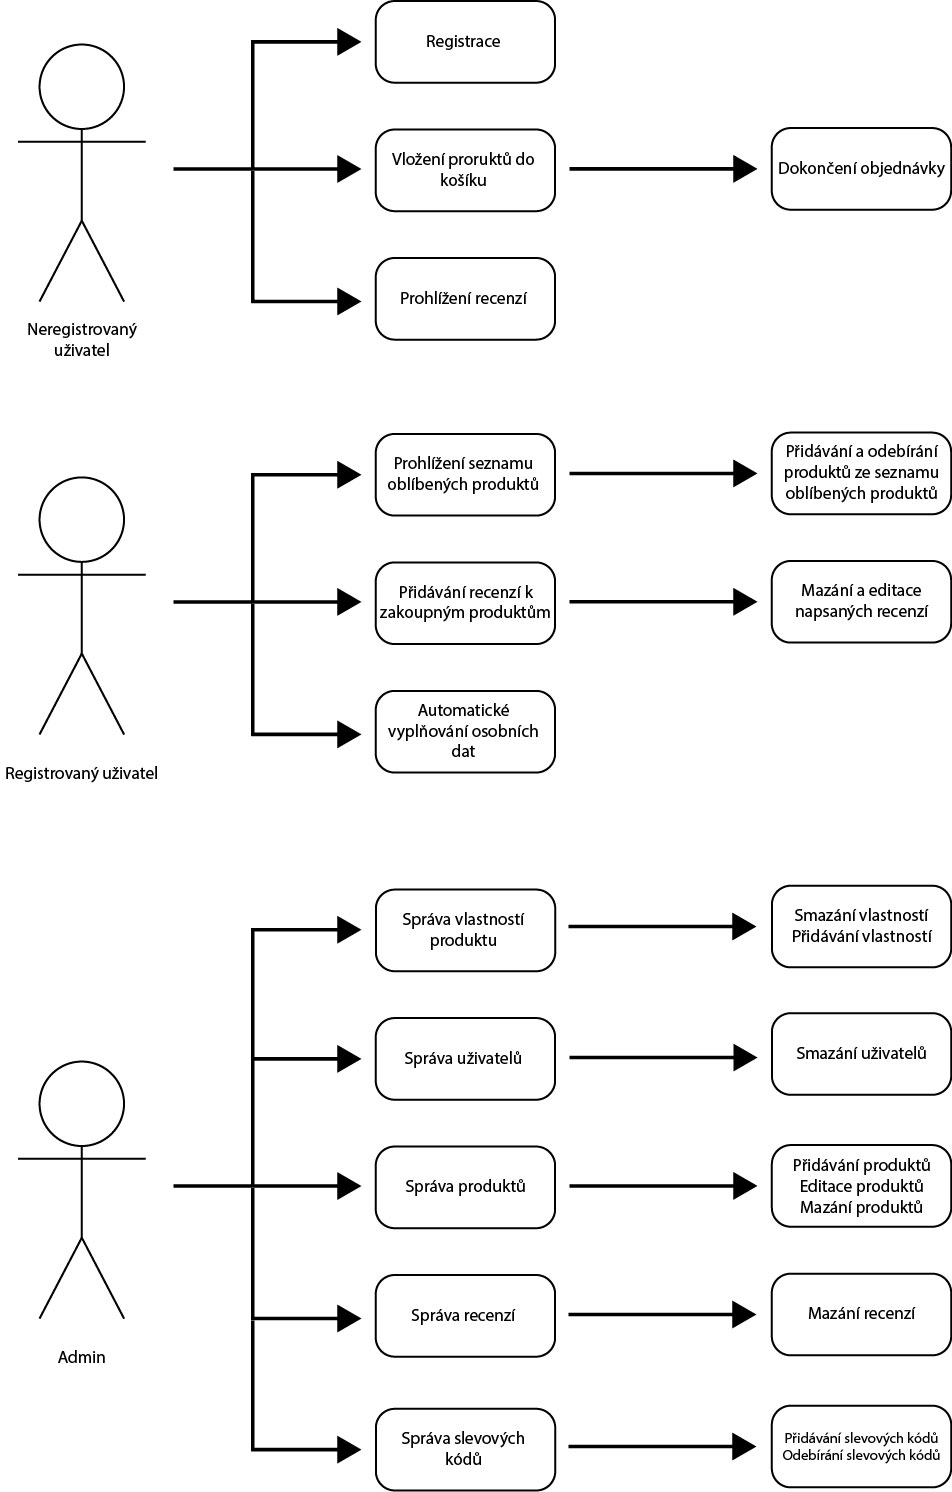 Registrace
Vložení proruktů do
košíku
Dokončení objednávky
Prohlížení recenzí
Neregistrovaný
uživatel
Prohlížení seznamu
oblíbených produktů
Přidávání a odebírání
produktů ze seznamu
oblíbených produktů
Přidávání recenzí k
zakoupným produktům
Mazání a editace
napsaných recenzí
Automatické
vyplňování osobních
dat
Registrovaný uživatel
Správa vlastností
produktu
Smazání vlastností
Přidávání vlastností
Správa uživatelů
Smazání uživatelů
Správa produktů
Přidávání produktů
Editace produktů
Mazání produktů
Správa recenzí
Mazání recenzí
Admin
Správa slevových
kódů
Přidávání slevových kódů
Odebírání slevových kódů